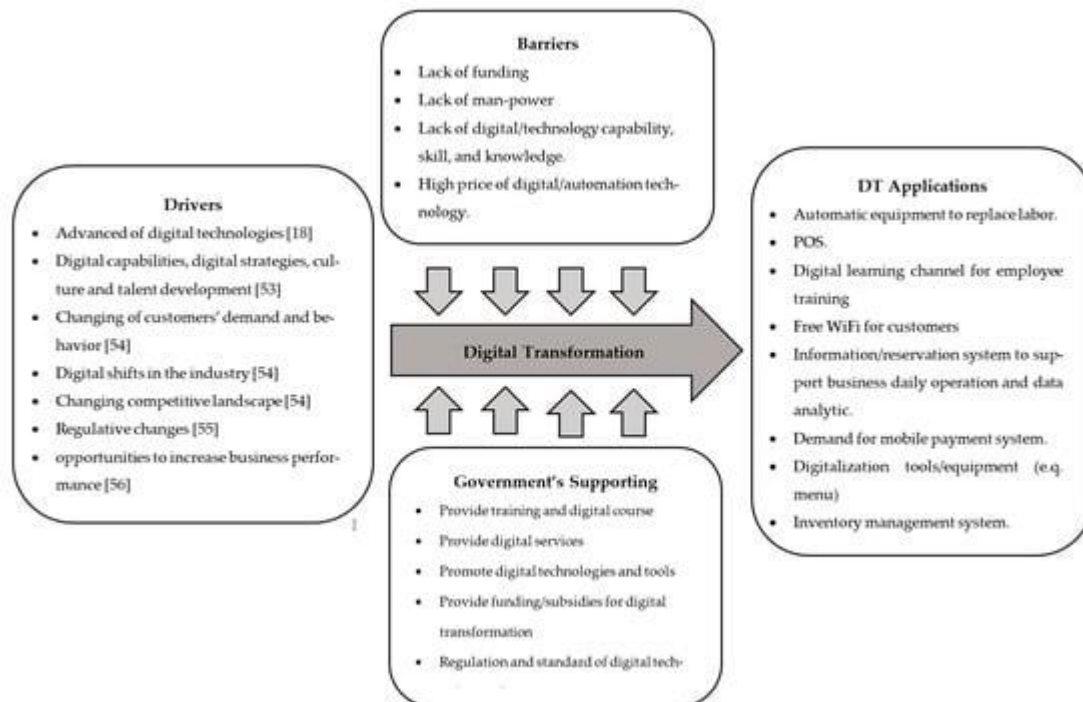 Barriers
• Lack of funding
• Lack of man-power
• Lack of digital/technology capability,
skill, and knowledge.
• High price of digital/automation tech-
nology.
Drivers
• Advanced of digital technologies [18]
• Digital capabilities, digital strategies, cul-
ture and talent development [53]
• Changing of customers' demand and be-
havior [54]
• Digital shifts in the industry [54]
• Changing competitive landscape [54]
• Regulative changes [55]
• opportunities to increase business perfor-
mance [56]
Digital Transformation
DT Applications
• Automatic equipment to replace labor.
• POS.
• Digital learning channel for employee
training
• Free WiFi for customers
• Information/reservation system to sup-
port business daily operation and data
analytic.
• Demand for mobile payment system.
• Digitalization tools/equipment (e.q.
menu)
• Inventory management system.
Government's Supporting
• Provide training and digital course
• Provide digital services
• Promote digital technologies and tools
• Provide funding/subsidies for digital
transformation
• Regulation and standard of digital tech-